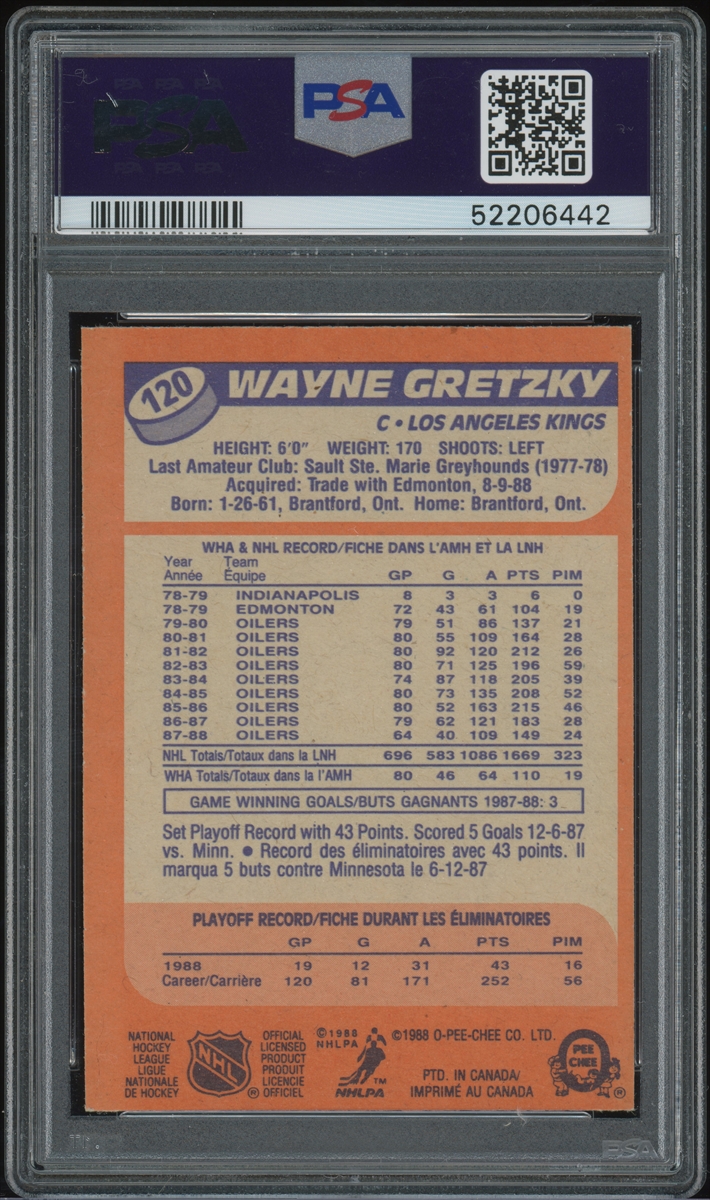 PSA
PSA PSA PSA
PSA
PSA PSA PSA
52206442
120
WAYNE GRETZKY
C • LOS ANGELES KINGS
HEIGHT: 6'0" WEIGHT: 170 SHOOTS: LEFT
Last Amateur Club: Sault Ste. Marie Greyhounds (1977-78)
Acquired: Trade with Edmonton, 8-9-88
Born: 1-26-61, Brantford, Ont. Home: Brantford, Ont.
WHA & NHL RECORD/FICHE DANS L'AMH ET LA LNH
Year Team
Année Équipe GP G A PTS PIM
78-79 INDIANAPOLIS 8 3 3 6 0
78-79 EDMONTON 72 43 61 104 19
79-80 OILERS 79 51 86 137 21
80-81 OILERS 80 55 109 164 28
81-82 OILERS 80 92 120 212 26
82-83 OILERS 80 71 125 196 59
83-84 OILERS 74 87 118 205 39
84-85 OILERS 80 73 135 208 52
85-86 OILERS 80 52 163 215 46
86-87 OILERS 79 62 121 183 28
87-88 OILERS 64 40 109 149 24
NHL Totals/Totaux dans la LNH 696 583 1086 1669 323
WHA Totals/Totaux dans la l'AMH 80 46 64 110 19
GAME WINNING GOALS/BUTS GAGNANTS 1987-88: 3
Set Playoff Record with 43 Points. Scored 5 Goals 12-6-87
vs. Minn. ● Record des éliminatoires avec 43 points. Il
marqua 5 buts contre Minnesota le 6-12-87
PLAYOFF RECORD/FICHE DURANT LES ÉLIMINATOIRES
GP G A PTS PIM
1988 19 12 31 43 16
Career/Carrière 120 81 171 252 56
NATIONAL
HOCKEY
LEAGUE
LIGUE
NATIONALE
DE HOCKEY
NHL
®
OFFICIAL
LICENSED
PRODUCT
PRODUIT
LICENCIE
OFFICIEL
©1988
NHLPA
™
NHLPA
©1988 O-PEE-CHEE CO. LTD.
PTD. IN CANADA/
IMPRIMÉ AU CANADA
PEE
CHEE
®
PSA